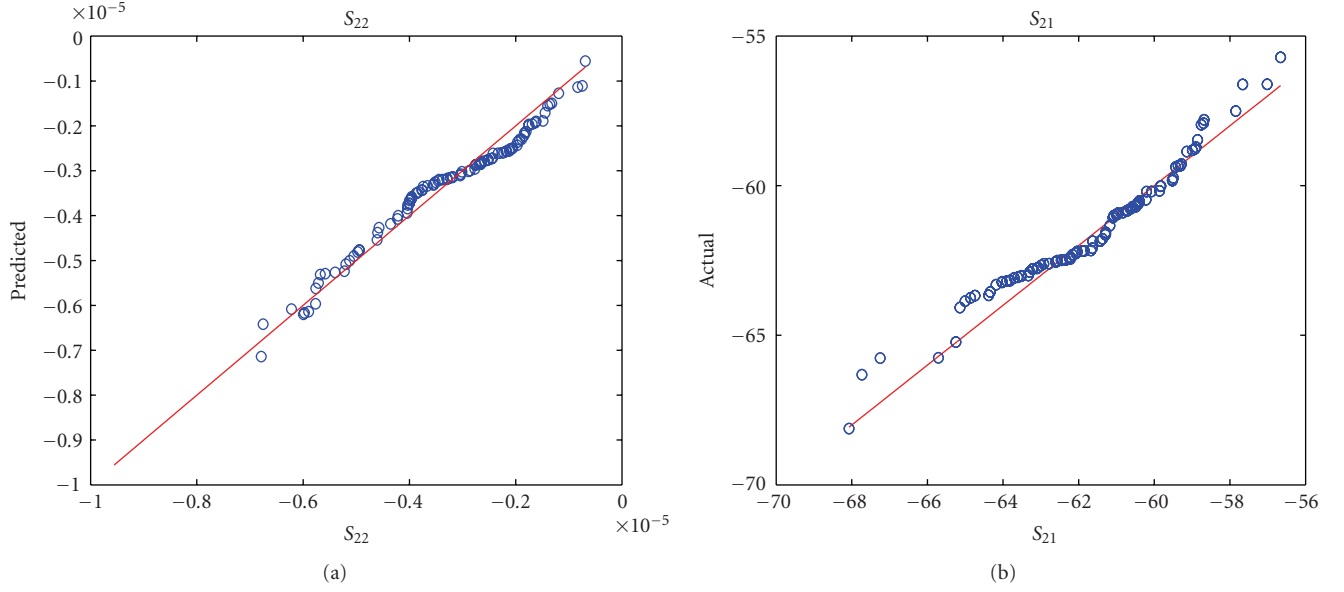 ×10⁻⁵
S₂₂
0
−0.1
−0.2
−0.3
−0.4
−0.5
−0.6
−0.7
−0.8
−0.9
−1
Predicted
−1 −0.8 −0.6 −0.4 −0.2 0
×10⁻⁵
S₂₂
(a)
S₂₁
−55
−60
−65
−70
Actual
−70 −68 −66 −64 −62 −60 −58 −56
S₂₁
(b)